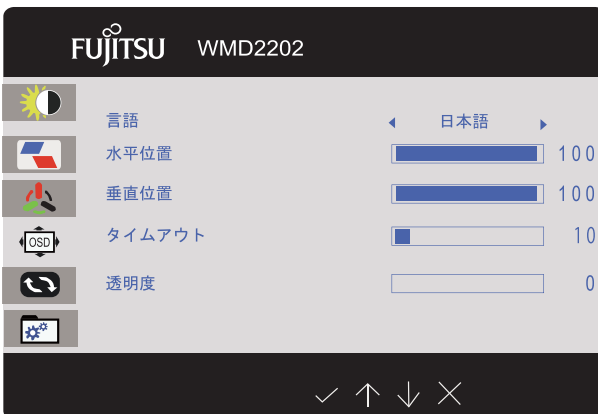 FUJITSU WMD2202
言語 日本語
水平位置 100
垂直位置 100
OSD タイムアウト 10
透明度 0